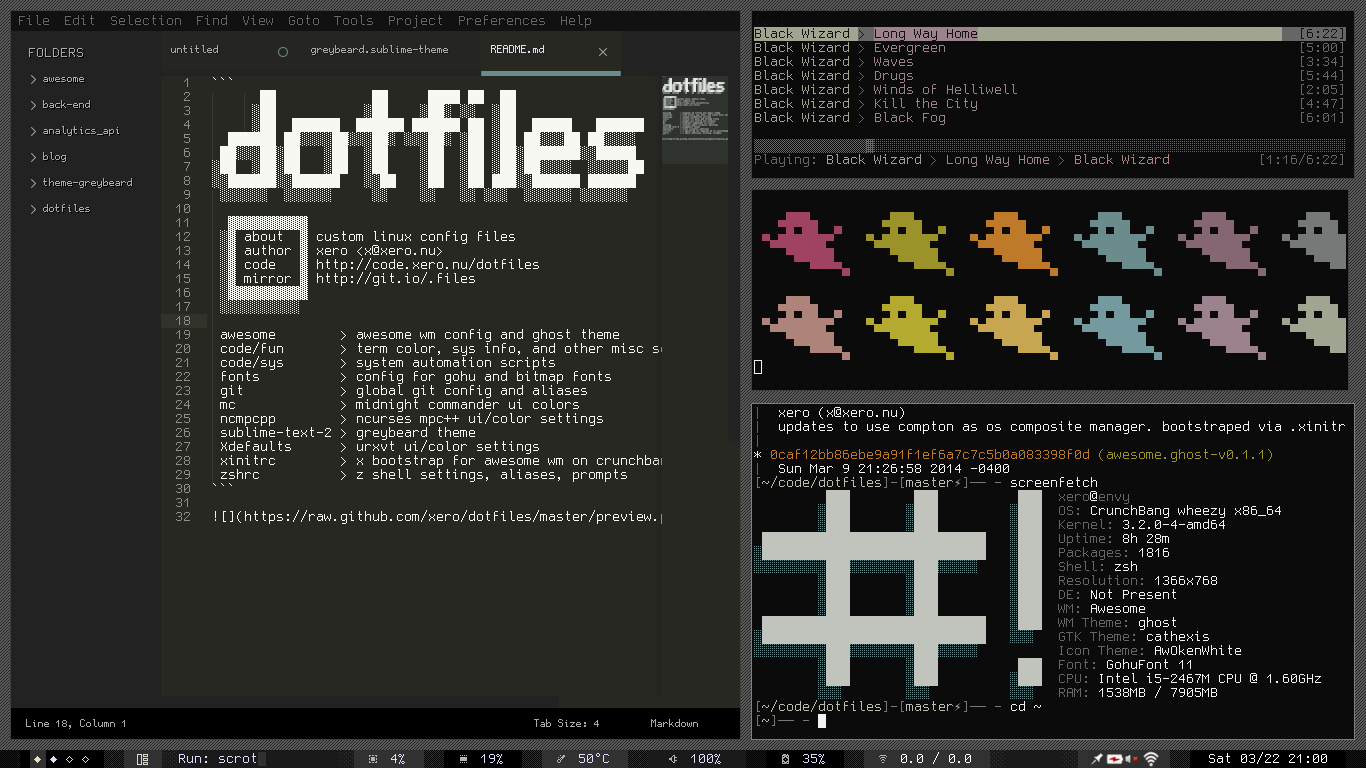 File Edit Selection Find View Goto Tools Project Preferences Help
FOLDERS
awesome
back-end
analytics_api
blog
theme-greybeard
dotfiles
untitled
greybeard.sublime-theme
README.md
1 ```
2
3
4
5
6
7
8
9
dotfiles
10
11
12 about custom linux config files
13 author xero <x@xero.nu>
14 code http://code.xero.nu/dotfiles
15 mirror http://git.io/.files
16
17
18
19 awesome > awesome wm config and ghost theme
20 code/fun > term color, sys info, and other misc s
21 code/sys > system automation scripts
22 fonts > config for gohu and bitmap fonts
23 git > global git config and aliases
24 mc > midnight commander ui colors
25 ncmpcpp > ncurses mpc++ ui/color settings
26 sublime-text-2 > greybeard theme
27 Xdefaults > urxvt ui/color settings
28 xinitrc > x bootstrap for awesome wm on crunchba
29 zshrc > z shell settings, aliases, prompts
30 ```
31
32 ![](https://raw.github.com/xero/dotfiles/master/preview.p
dotfiles
Line 18, Column 1
Tab Size: 4
Markdown
Black Wizard > Long Way Home [6:22]
Black Wizard > Evergreen [5:00]
Black Wizard > Waves [3:34]
Black Wizard > Drugs [5:44]
Black Wizard > Winds of Helliwell [2:05]
Black Wizard > Kill the City [4:47]
Black Wizard > Black Fog [6:01]
Playing: Black Wizard > Long Way Home > Black Wizard [1:16/6:22]
| xero (x@xero.nu)
| updates to use compton as os composite manager. bootstraped via .xinitr
|
* 0caf12bb86ebe9a91f1ef6a7c7c5b0a083398f0d (awesome.ghost-v0.1.1)
| Sun Mar 9 21:26:58 2014 -0400
[~/code/dotfiles]-[master⚡]── - screenfetch
#!
xero@envy
OS: CrunchBang wheezy x86_64
Kernel: 3.2.0-4-amd64
Uptime: 8h 28m
Packages: 1816
Shell: zsh
Resolution: 1366x768
DE: Not Present
WM: Awesome
WM Theme: ghost
GTK Theme: cathexis
Icon Theme: AwOkenWhite
Font: GohuFont 11
CPU: Intel i5-2467M CPU @ 1.60GHz
RAM: 1538MB / 7905MB
[~/code/dotfiles]-[master⚡]── - cd ~
[~]── -
Run: scrot 4% 19% 50°C 100% 35% 0.0 / 0.0 Sat 03/22 21:00